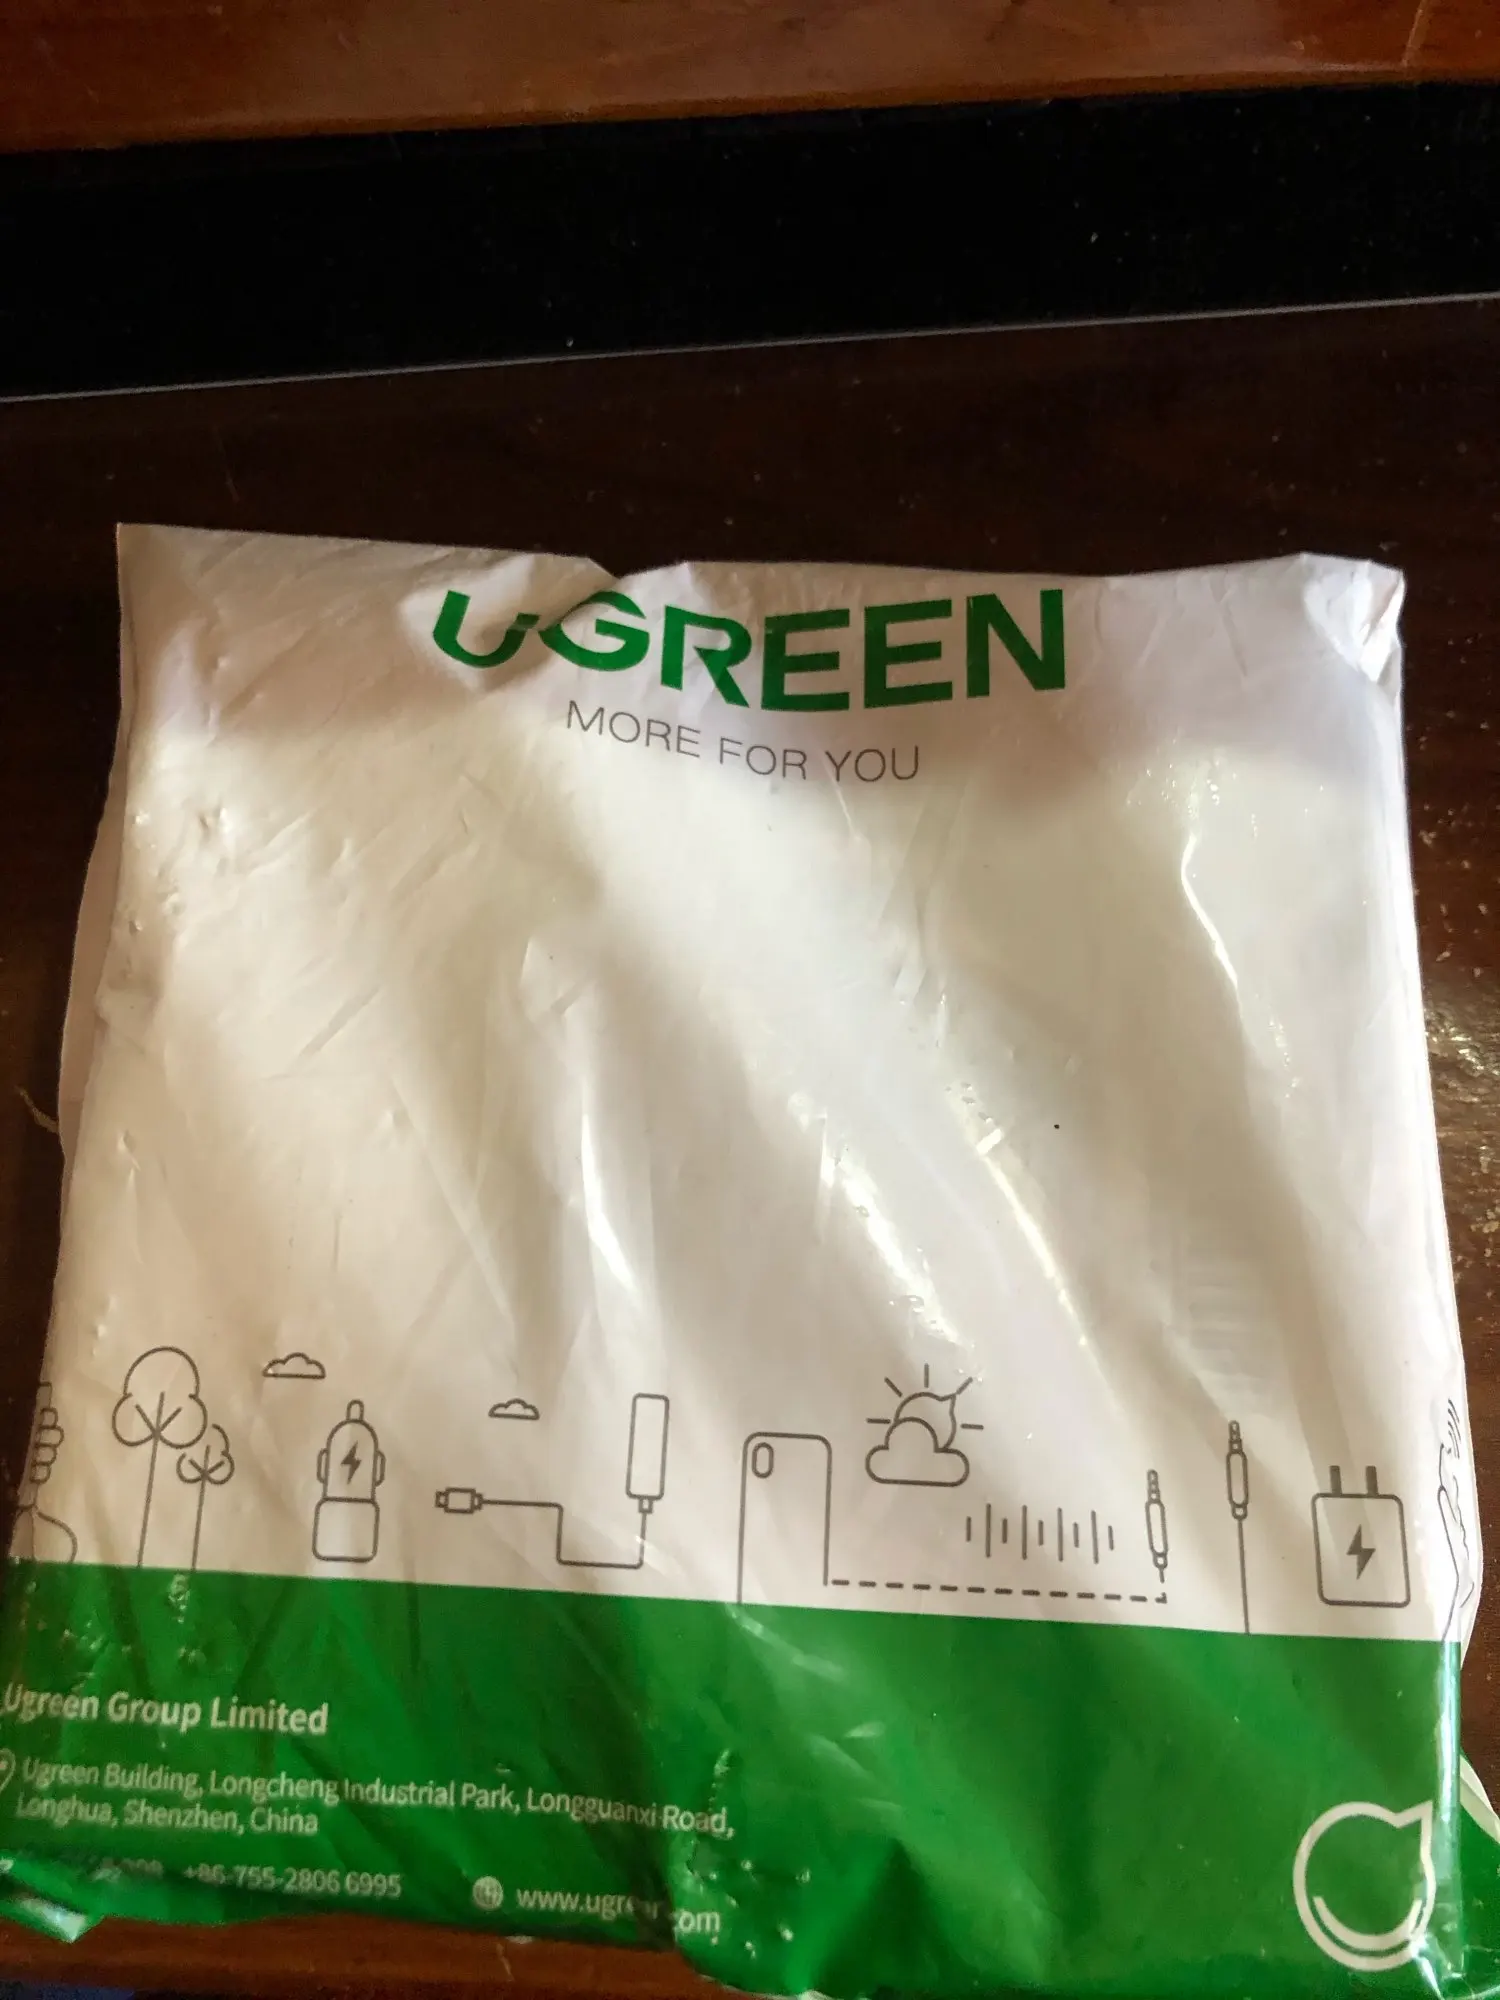 UGREEN
MORE FOR YOU
Ugreen Group Limited
Ugreen Building, Longcheng Industrial Park, Longguanxi Road,
Longhua, Shenzhen, China
+86-755-2806 6995